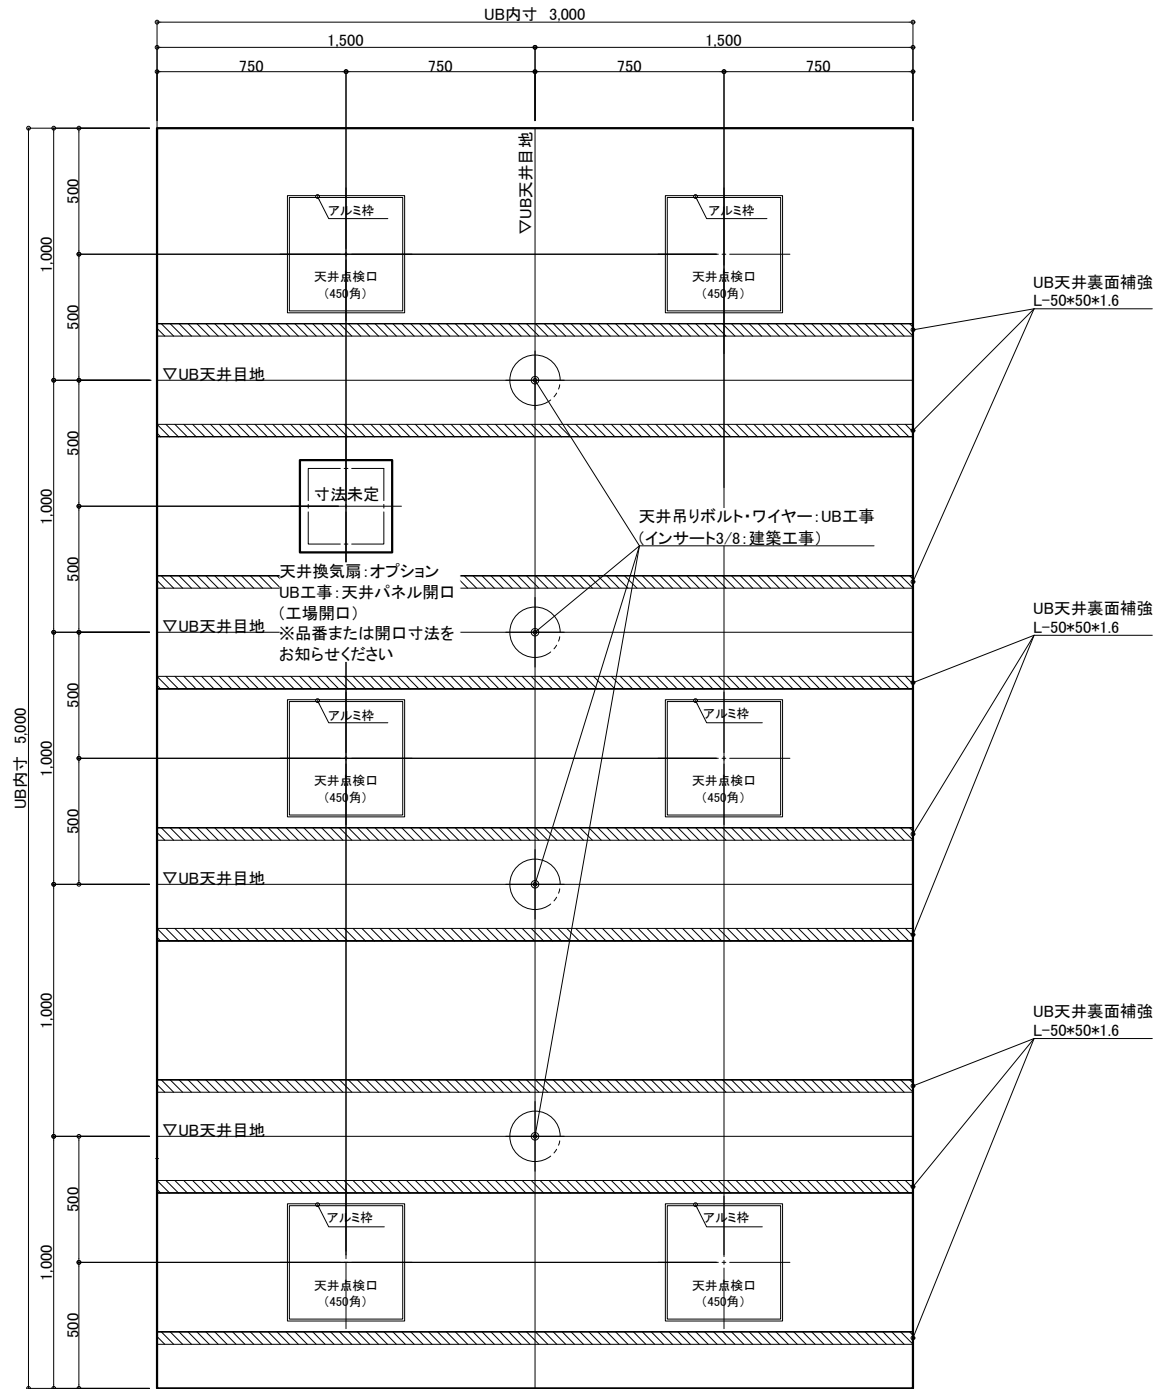 UB内寸 3,000
1,500
1,500
750
750
750
750
▽UB天井目地
500
1,000
500
アルミ枠
天井点検口
(450角)
アルミ枠
天井点検口
(450角)
UB天井裏面補強
L-50*50*1.6
▽UB天井目地
500
1,000
500
寸法未定
天井吊りボルト・ワイヤー:UB工事
(インサート3/8:建築工事)
天井換気扇:オプション
UB工事:天井パネル開口
(工場開口)
※品番または開口寸法を
お知らせください
▽UB天井目地
UB天井裏面補強
L-50*50*1.6
UB内寸 5,000
500
1,000
500
アルミ枠
天井点検口
(450角)
アルミ枠
天井点検口
(450角)
▽UB天井目地
1,000
UB天井裏面補強
L-50*50*1.6
▽UB天井目地
500
1,000
500
アルミ枠
天井点検口
(450角)
アルミ枠
天井点検口
(450角)